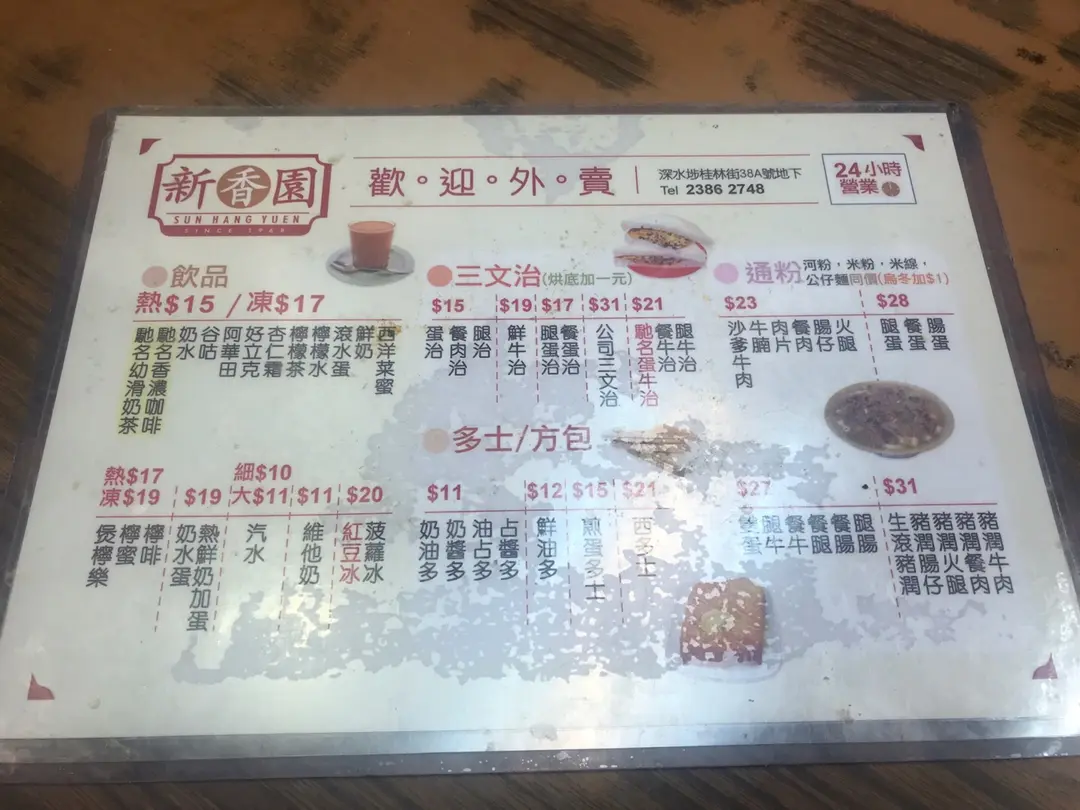 新香園
SUN HANG YUEN
SINCE 1968
歡。迎。外。賣
深水埗桂林街38A號地下
Tel 2386 2748
24小時
營業
飲品
熱$15 / 凍$17
馳名幼滑奶茶
馳名香濃咖啡
奶水
谷咕
阿華田
好立克
杏仁霜
檸檬茶
檸檬水
滾水蛋
鮮奶
西洋菜蜜
熱$17
凍$19
煲檸樂
檸蜜
檸啡
$19
奶水蛋
熱鮮奶加蛋
細$10
大$11
汽水
$11
維他奶
$20
紅豆冰
菠蘿冰
三文治(烘底加一元)
$15
蛋治
餐肉治
腿治
$19
鮮牛治
$17
腿蛋治
餐蛋治
$31
公司三文治
$21
馳名蛋牛治
餐牛治
腿牛治
多士/方包
$11
奶油多
奶醬多
油占多
占醬多
$12
鮮油多
$15
煎蛋多士
$21
西多士
通粉
河粉，米粉，米線，
公仔麵同價(烏冬加$1)
$23
沙爹牛肉
牛腩
肉片
餐肉
腸仔
火腿
$28
腿蛋
餐蛋
腸蛋
$27
雙蛋
腿牛
餐牛
餐腿
餐腸
腿腸
$31
生滾豬潤
豬潤腸仔
豬潤火腿
豬潤餐肉
豬潤牛肉